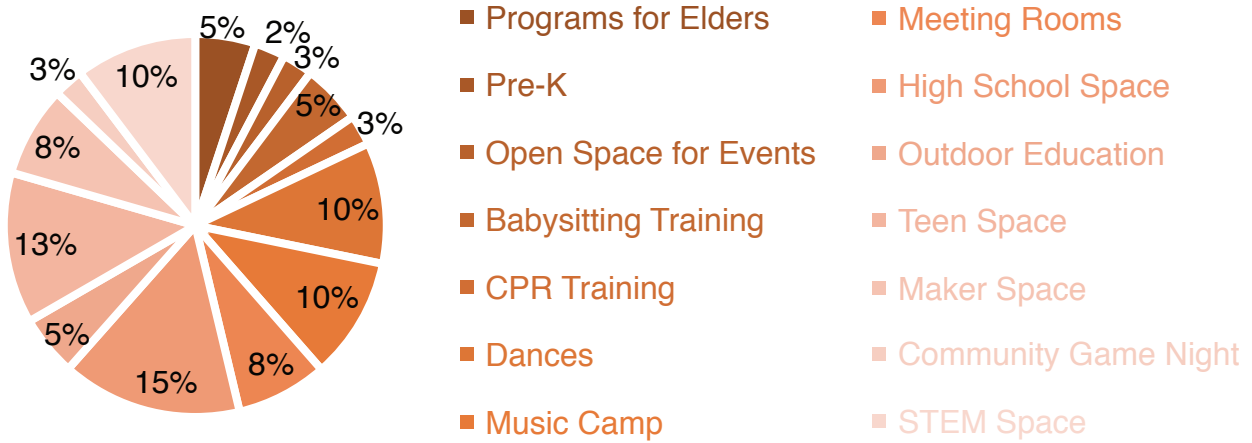 5%
2%
3%
5%
3%
10%
10%
8%
15%
5%
13%
8%
3%
10%
Programs for Elders
Pre-K
Open Space for Events
Babysitting Training
CPR Training
Dances
Music Camp
Meeting Rooms
High School Space
Outdoor Education
Teen Space
Maker Space
Community Game Night
STEM Space